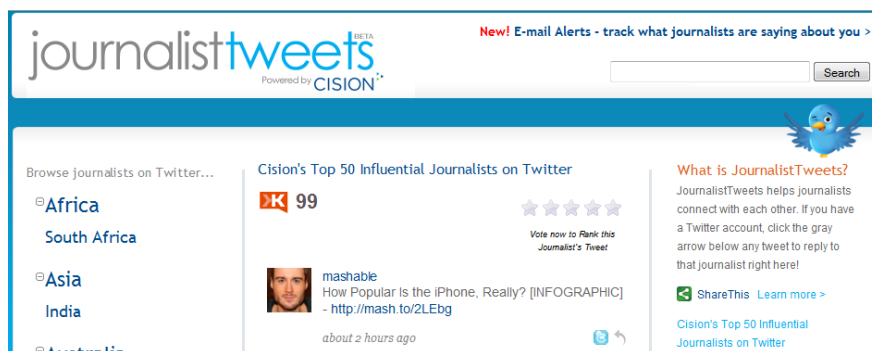 journalisttweets
BETA
Powered by CISION
New! E-mail Alerts - track what journalists are saying about you >
Search
Browse journalists on Twitter...
Africa
South Africa
Asia
India
Australia
Cision's Top 50 Influential Journalists on Twitter
K 99
Vote now to Rank this
Journalist's Tweet
mashable
How Popular Is the iPhone, Really? [INFOGRAPHIC]
- http://mash.to/2LEbg
about 2 hours ago
What is JournalistTweets?
JournalistTweets helps journalists
connect with each other. If you have
a Twitter account, click the gray
arrow below any tweet to reply to
that journalist right here!
ShareThis Learn more >
Cision's Top 50 Influential
Journalists on Twitter